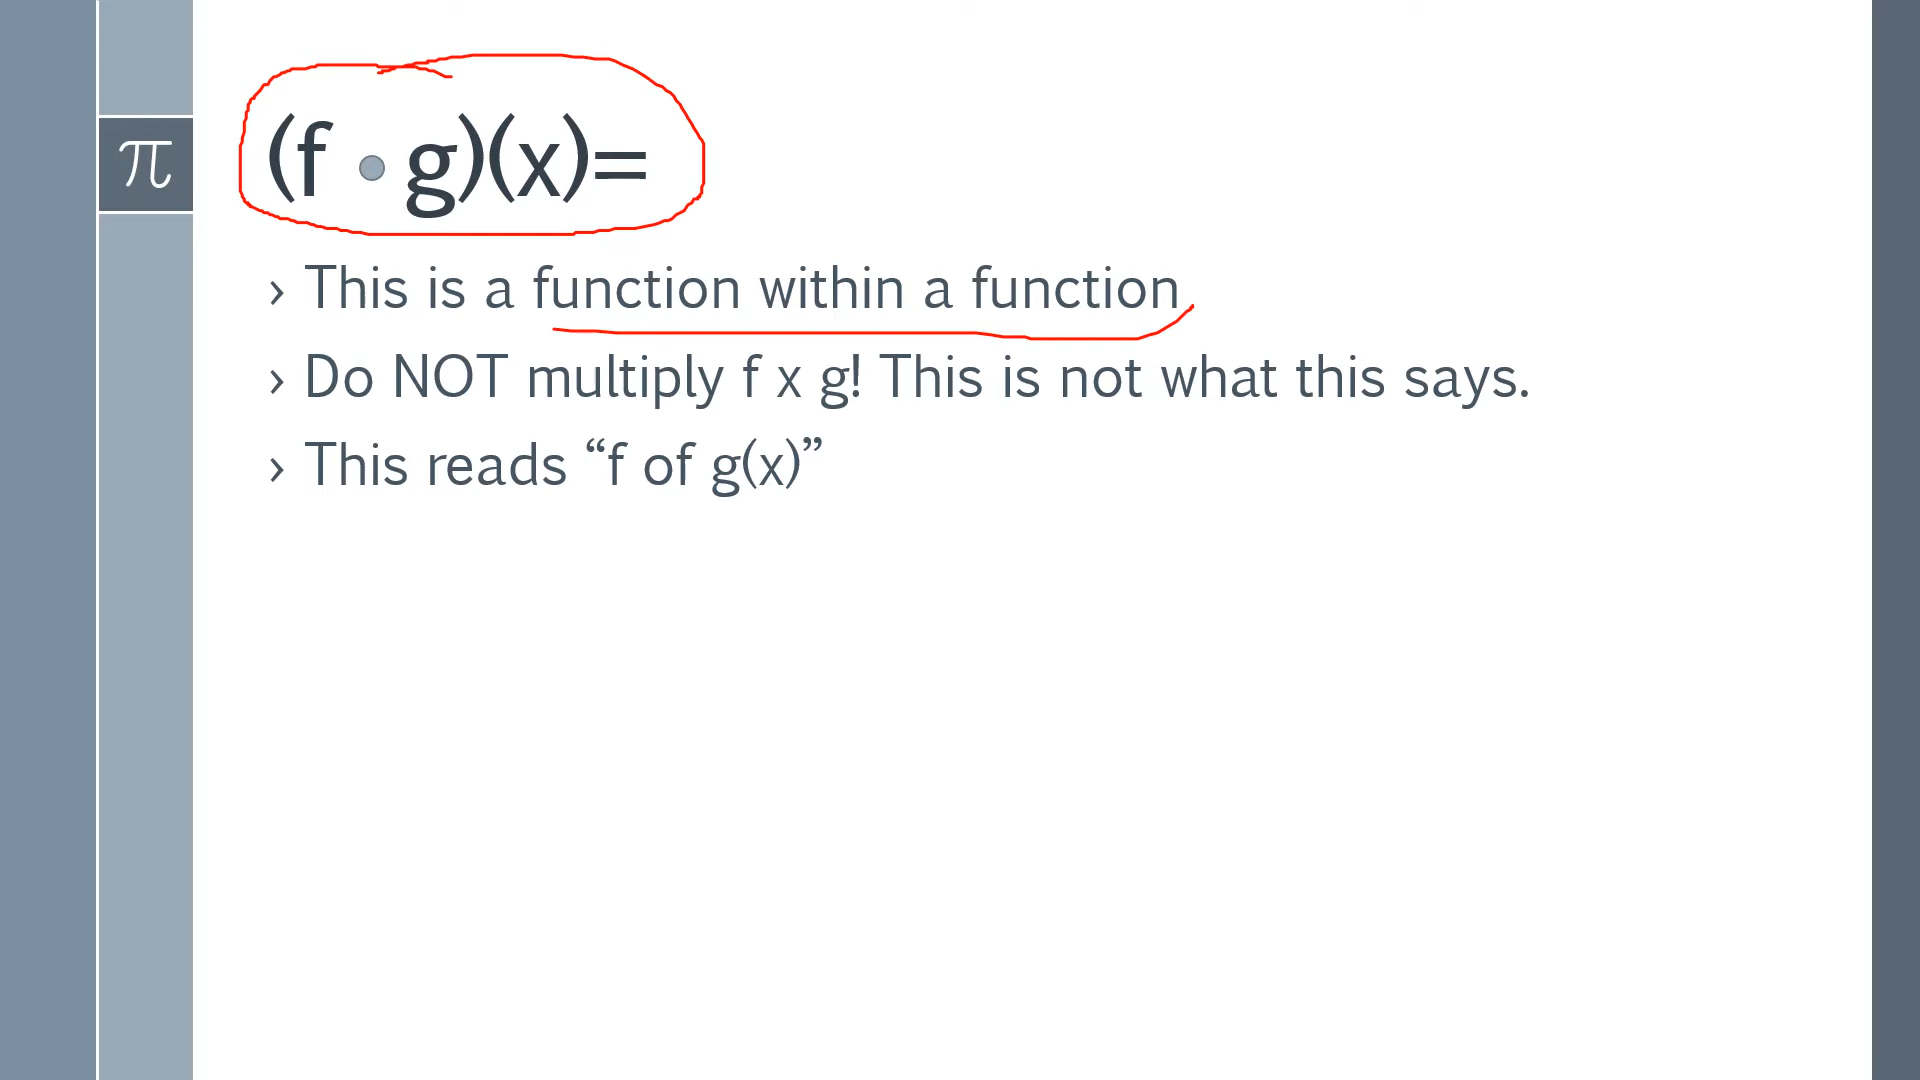 π
(f • g)(x)=
› This is a function within a function
› Do NOT multiply f x g! This is not what this says.
› This reads “f of g(x)”